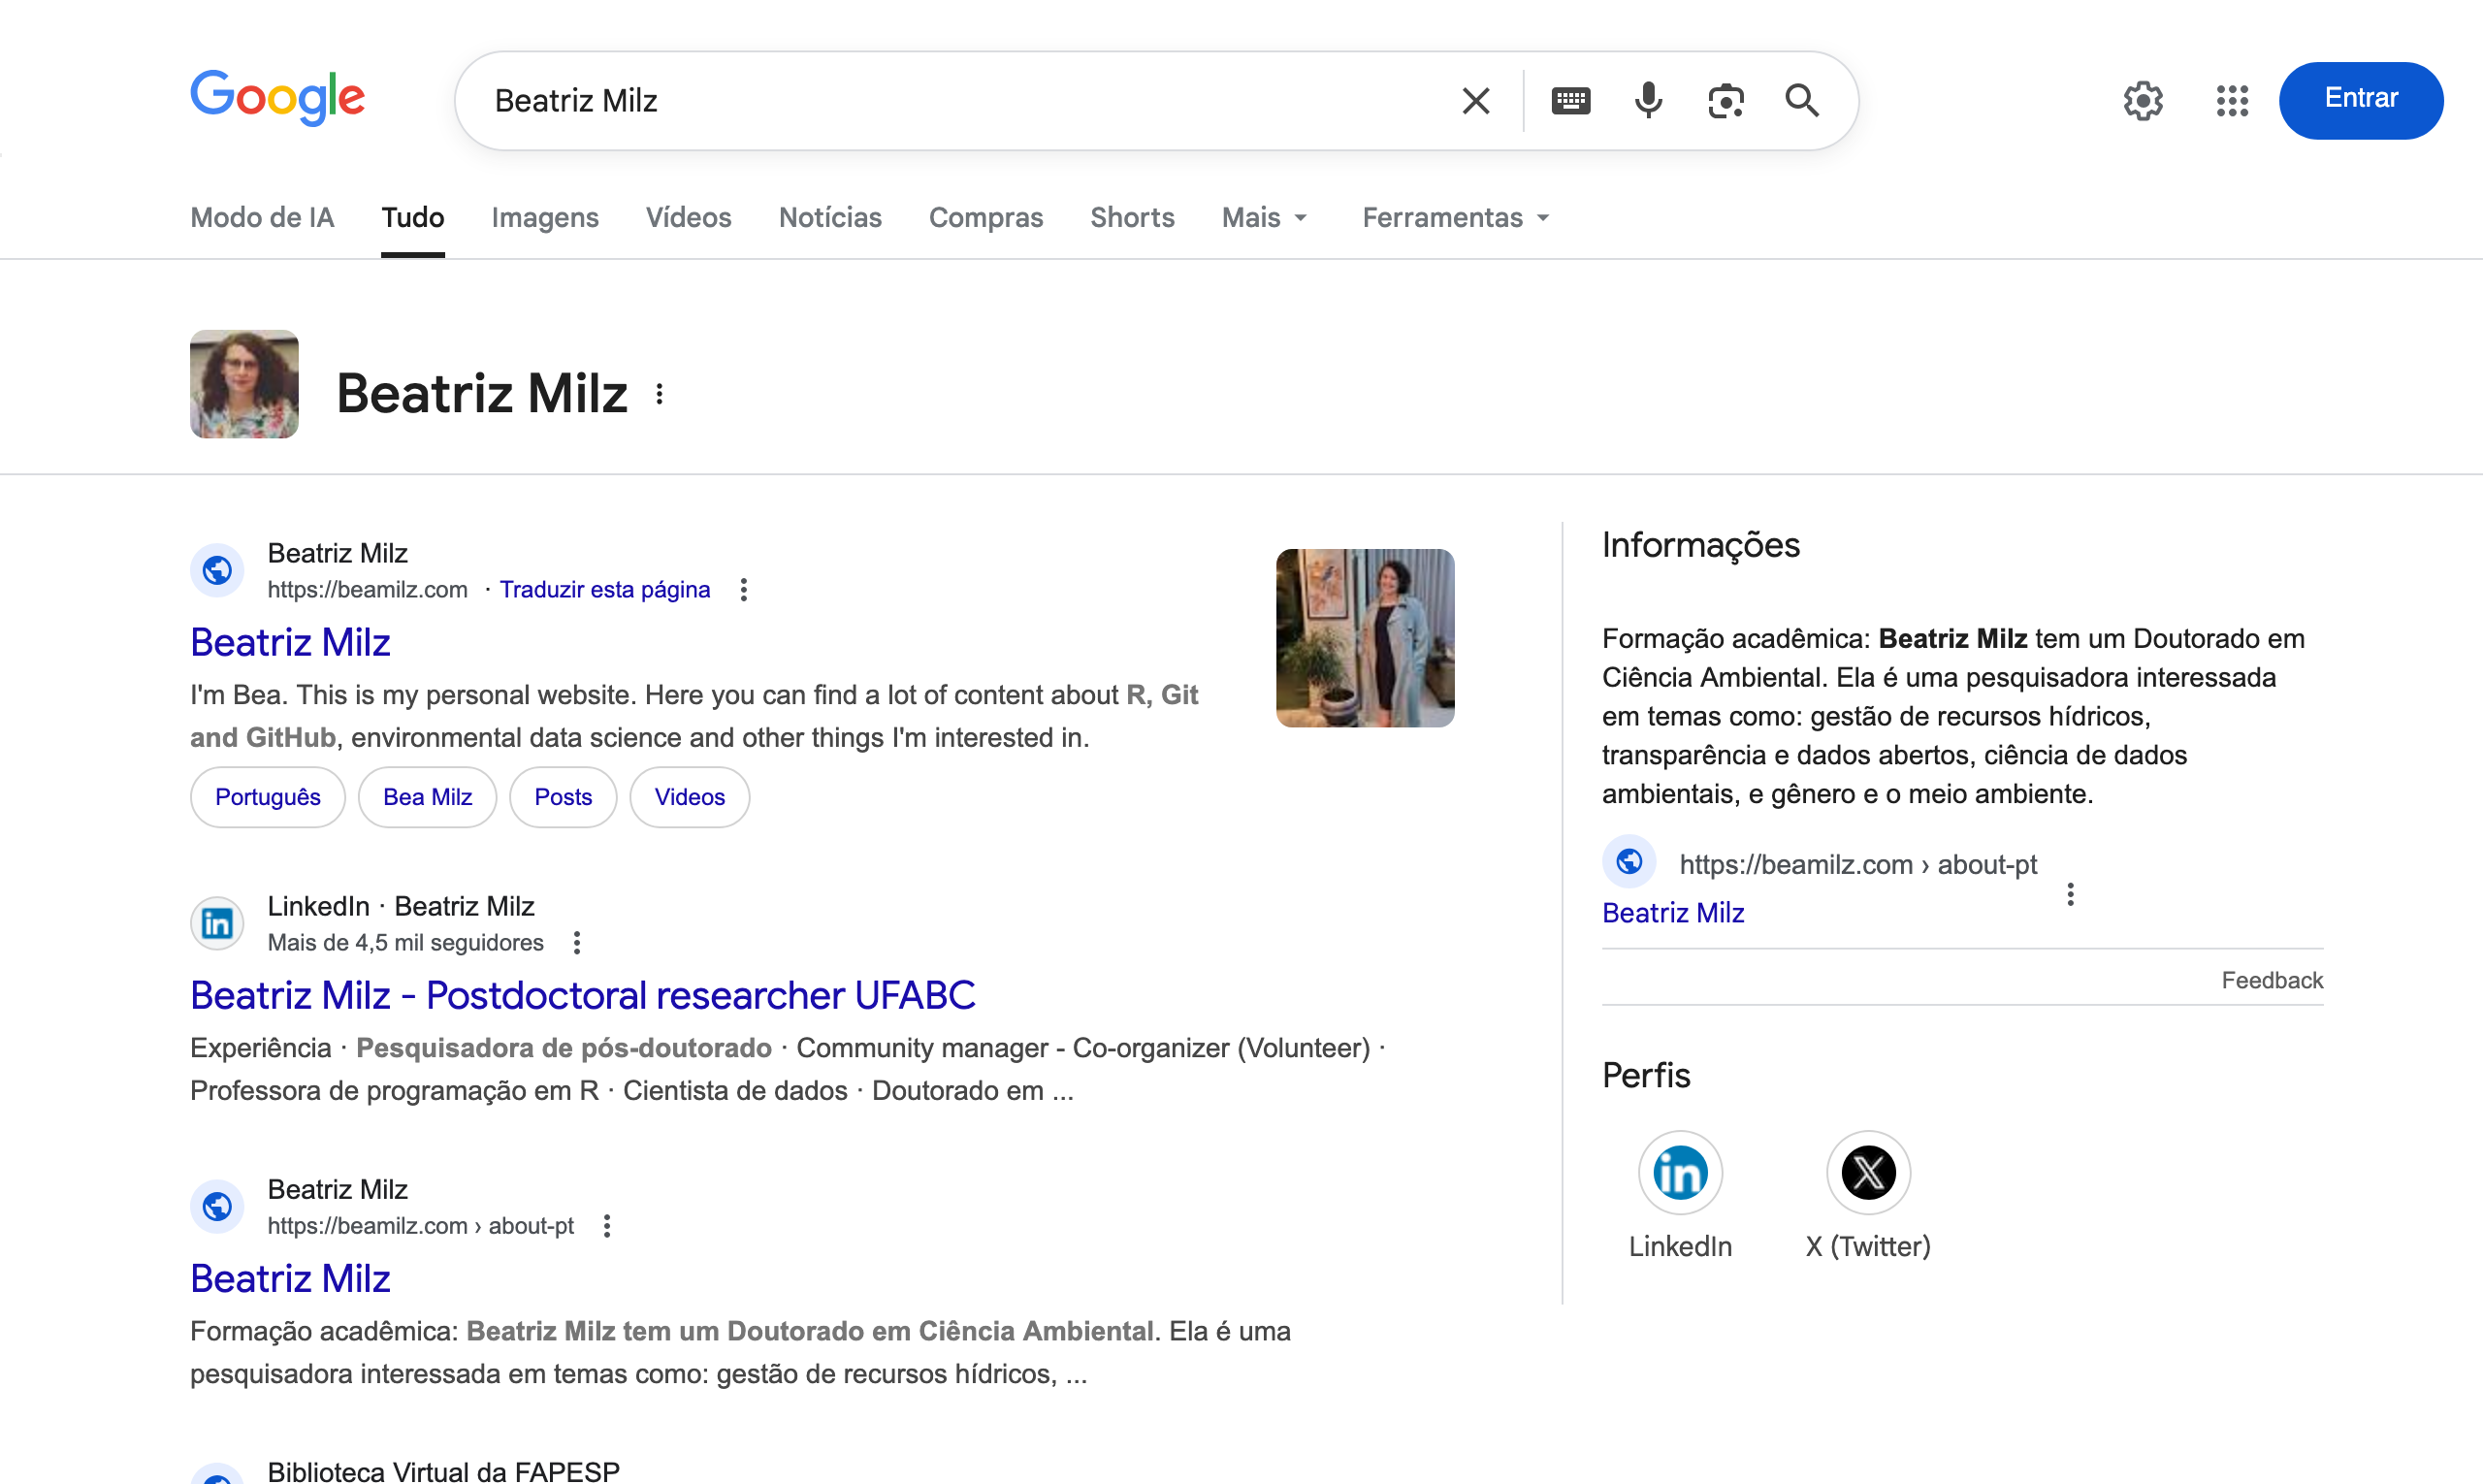 Google
Beatriz Milz
Entrar
Modo de IA
Tudo
Imagens
Vídeos
Notícias
Compras
Shorts
Mais
Ferramentas
Beatriz Milz
Beatriz Milz
https://beamilz.com · Traduzir esta página
Beatriz Milz
I'm Bea. This is my personal website. Here you can find a lot of content about R, Git
and GitHub, environmental data science and other things I'm interested in.
Português
Bea Milz
Posts
Videos
LinkedIn · Beatriz Milz
Mais de 4,5 mil seguidores
Beatriz Milz - Postdoctoral researcher UFABC
Experiência · Pesquisadora de pós-doutorado · Community manager - Co-organizer (Volunteer) ·
Professora de programação em R · Cientista de dados · Doutorado em ...
Beatriz Milz
https://beamilz.com › about-pt
Beatriz Milz
Formação acadêmica: Beatriz Milz tem um Doutorado em Ciência Ambiental. Ela é uma
pesquisadora interessada em temas como: gestão de recursos hídricos, ...
Biblioteca Virtual da FAPESP
Informações
Formação acadêmica: Beatriz Milz tem um Doutorado em
Ciência Ambiental. Ela é uma pesquisadora interessada
em temas como: gestão de recursos hídricos,
transparência e dados abertos, ciência de dados
ambientais, e gênero e o meio ambiente.
https://beamilz.com › about-pt
Beatriz Milz
Feedback
Perfis
in
X
LinkedIn
X (Twitter)